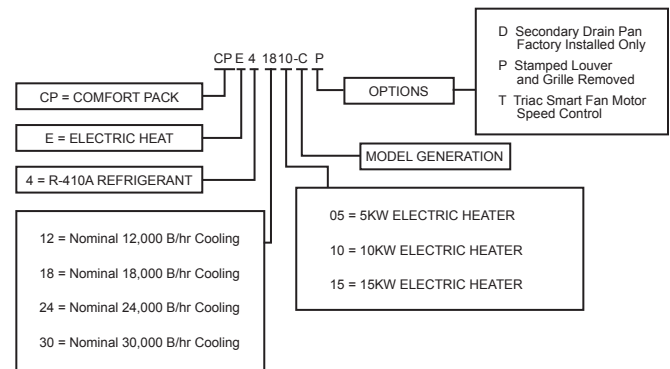 CP E 4 1810-C P
CP = COMFORT PACK
E = ELECTRIC HEAT
4 = R-410A REFRIGERANT
12 = Nominal 12,000 B/hr Cooling
18 = Nominal 18,000 B/hr Cooling
24 = Nominal 24,000 B/hr Cooling
30 = Nominal 30,000 B/hr Cooling
OPTIONS
D Secondary Drain Pan
Factory Installed Only
P Stamped Louver
and Grille Removed
T Triac Smart Fan Motor
Speed Control
MODEL GENERATION
05 = 5KW ELECTRIC HEATER
10 = 10KW ELECTRIC HEATER
15 = 15KW ELECTRIC HEATER